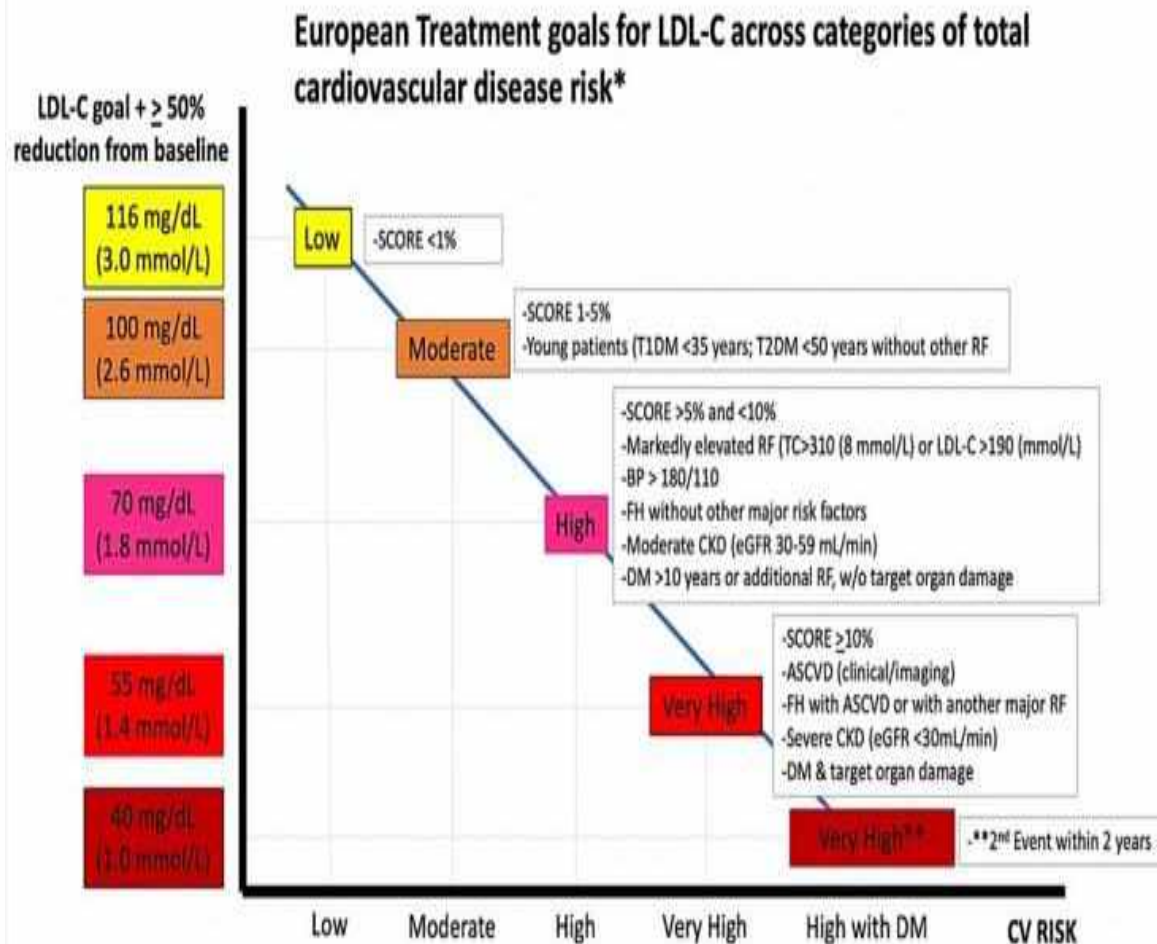 European Treatment goals for LDL-C across categories of total
cardiovascular disease risk*
LDL-C goal + ≥ 50%
reduction from baseline
116 mg/dL
(3.0 mmol/L)
Low
-SCORE <1%
100 mg/dL
(2.6 mmol/L)
Moderate
-SCORE 1-5%
-Young patients (T1DM <35 years; T2DM <50 years without other RF
70 mg/dL
(1.8 mmol/L)
High
-SCORE >5% and <10%
-Markedly elevated RF (TC>310 (8 mmol/L) or LDL-C >190 (mmol/L)
-BP > 180/110
-FH without other major risk factors
-Moderate CKD (eGFR 30-59 mL/min)
-DM >10 years or additional RF, w/o target organ damage
55 mg/dL
(1.4 mmol/L)
Very High
-SCORE ≥10%
-ASCVD (clinical/imaging)
-FH with ASCVD or with another major RF
-Severe CKD (eGFR <30mL/min)
-DM & target organ damage
40 mg/dL
(1.0 mmol/L)
Very High**
-**2nd Event within 2 years
Low Moderate High Very High High with DM CV RISK